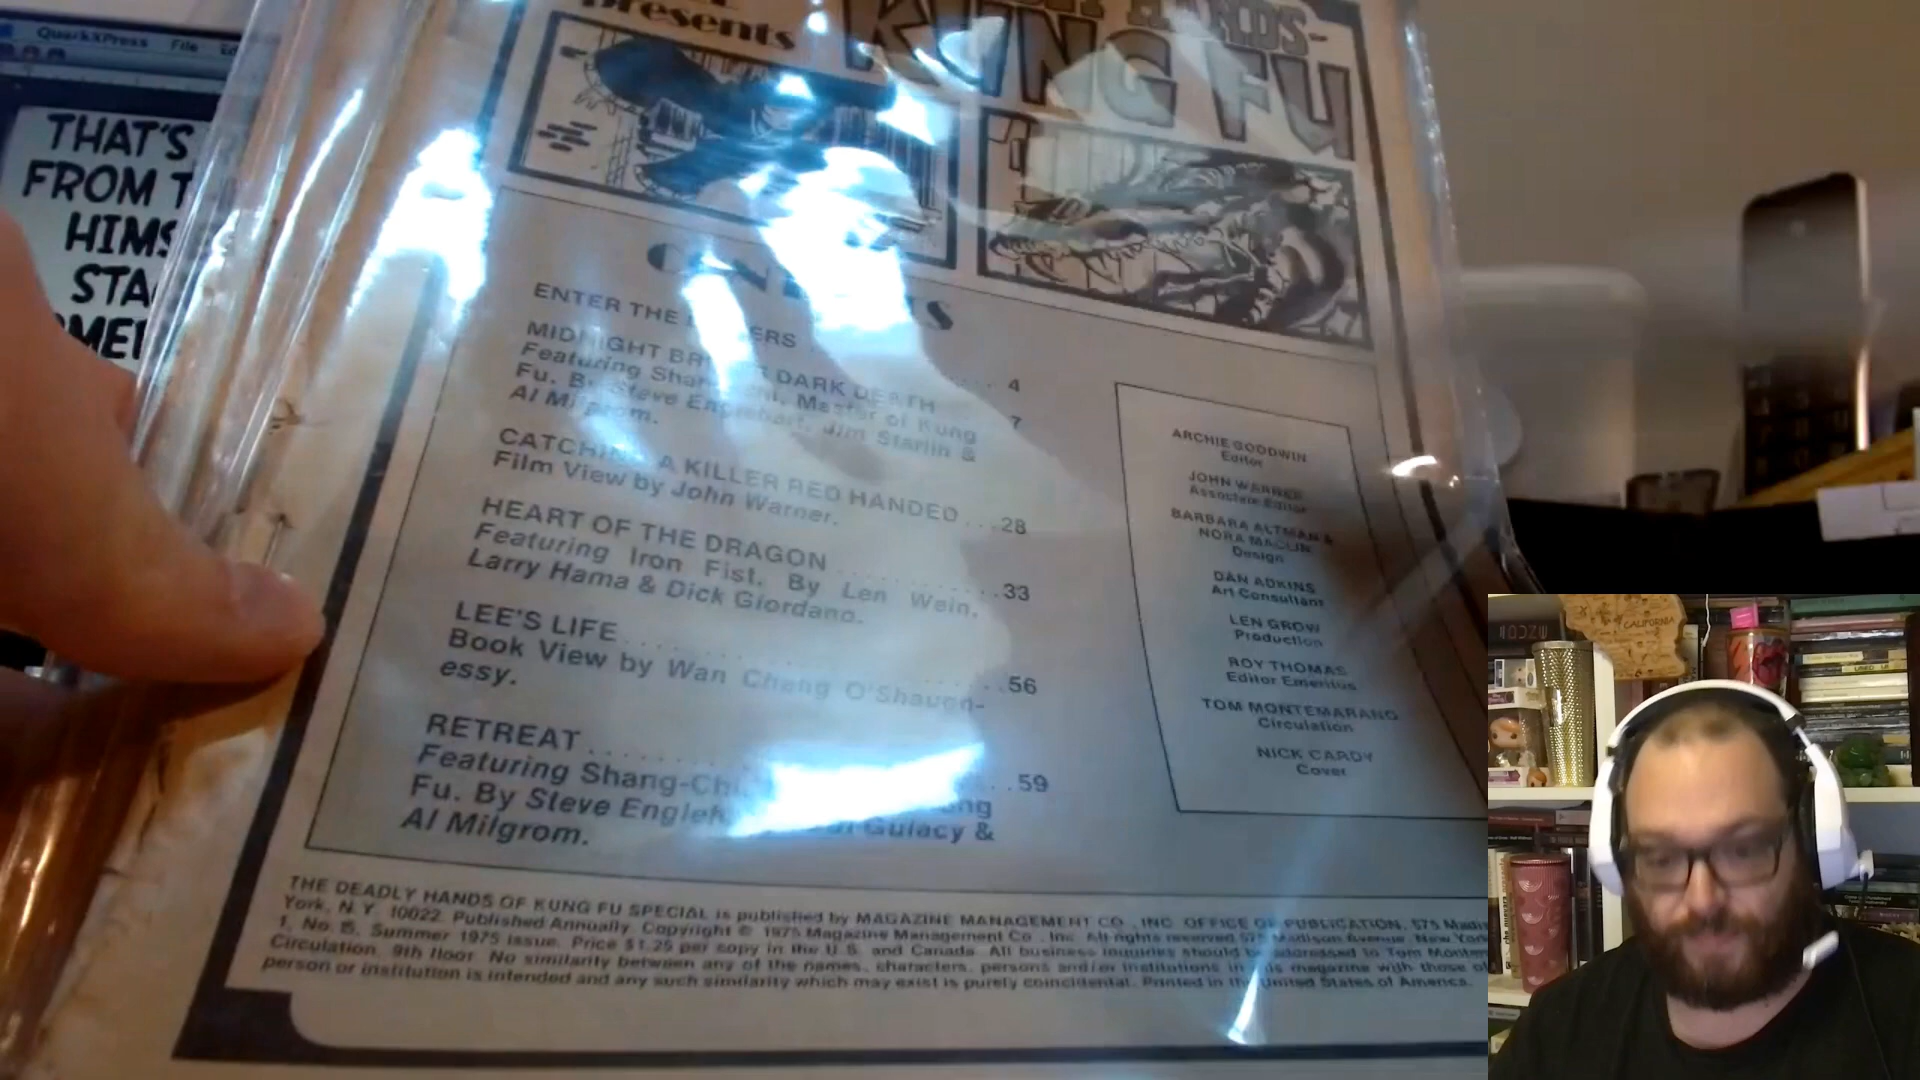 QuarkXPress File
THAT'S
FROM
HIMS
STA
presents
HANDS
KUNG FU
ENTER THE
MIDNIGHT DARK DEATH
4
Featuring Master of Kung
7
Fu. By Steve Englehart, Jim Starlin &
Al Milgrom.
CATCHING A KILLER RED HANDED ...28
Film View by John Warner.
HEART OF THE DRAGON ...33
Featuring Iron Fist. By Len Wein,
Larry Hama & Dick Giordano.
LEE'S LIFE ...56
Book View by Wan Cheng O'Shaugn-
essy.
RETREAT ...59
Featuring Shang-Chi
Fu. By Steve Gulacy &
Al Milgrom.
ARCHIE GOODWIN
Editor
JOHN WARNER
Associate Editor
BARBARA ALTMAN &
NORA MACLIN
Design
DAN ADKINS
Art Consultant
LEN GROW
Production
ROY THOMAS
Editor Emeritus
TOM MONTEMARANO
Circulation
NICK CARDY
Cover
THE DEADLY HANDS OF KUNG FU SPECIAL is published by MAGAZINE MANAGEMENT CO., INC. OFFICE OF PUBLICATION, 575
York, N.Y. 10022. Published Annually. Copyright © 1975 Magazine Management Co., Inc. All rights reserved 575 Madison Avenue, New York
1, No. Summer 1975 issue. Price $1.25 per copy in the U.S. and Canada. All business inquiries should be addressed to Tom
Circulation, 9th floor. No similarity between any of the names, characters, persons and/or institutions in this magazine with those of
person or institution is intended and any such similarity which may exist is purely coincidental. Printed in the United States of America.
CALIFORNIA